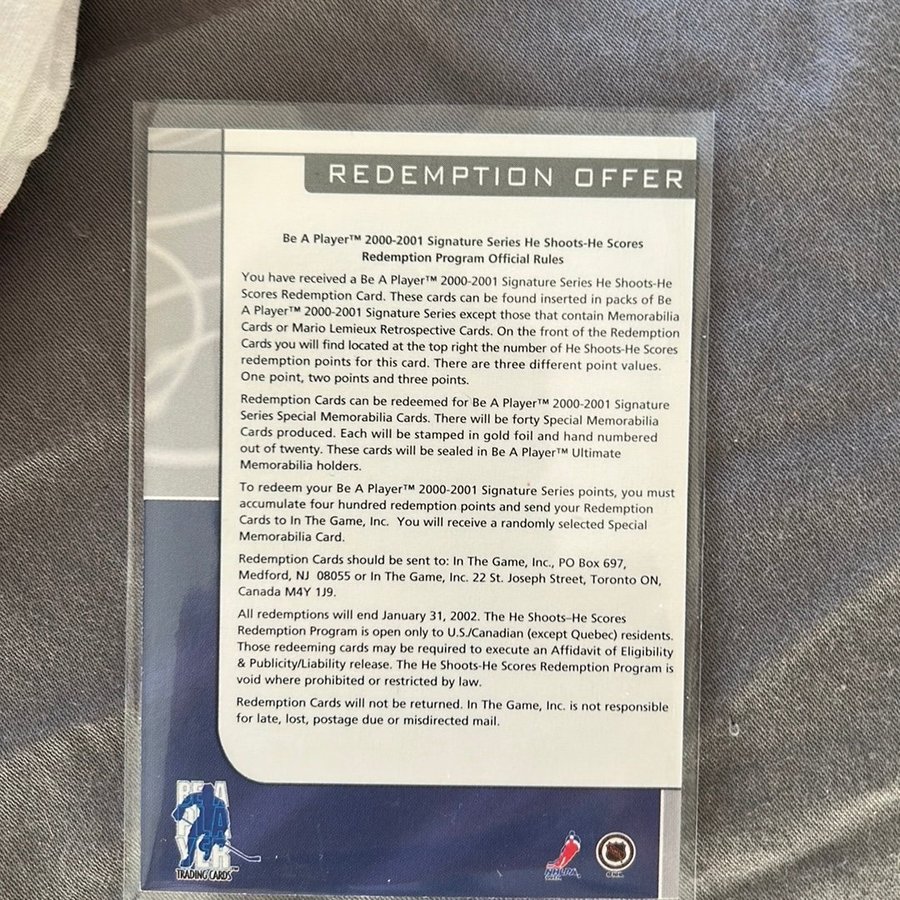 REDEMPTION OFFER
Be A Player™ 2000-2001 Signature Series He Shoots-He Scores
Redemption Program Official Rules
You have received a Be A Player™ 2000-2001 Signature Series He Shoots-He
Scores Redemption Card. These cards can be found inserted in packs of Be
A Player™ 2000-2001 Signature Series except those that contain Memorabilia
Cards or Mario Lemieux Retrospective Cards. On the front of the Redemption
Cards you will find located at the top right the number of He Shoots-He Scores
redemption points for this card. There are three different point values.
One point, two points and three points.
Redemption Cards can be redeemed for Be A Player™ 2000-2001 Signature
Series Special Memorabilia Cards. There will be forty Special Memorabilia
Cards produced. Each will be stamped in gold foil and hand numbered
out of twenty. These cards will be sealed in Be A Player™ Ultimate
Memorabilia holders.
To redeem your Be A Player™ 2000-2001 Signature Series points, you must
accumulate four hundred redemption points and send your Redemption
Cards to In The Game, Inc. You will receive a randomly selected Special
Memorabilia Card.
Redemption Cards should be sent to: In The Game, Inc., PO Box 697,
Medford, NJ 08055 or In The Game, Inc. 22 St. Joseph Street, Toronto ON,
Canada M4Y 1J9.
All redemptions will end January 31, 2002. The He Shoots–He Scores
Redemption Program is open only to U.S./Canadian (except Quebec) residents.
Those redeeming cards may be required to execute an Affidavit of Eligibility
& Publicity/Liability release. The He Shoots-He Scores Redemption Program is
void where prohibited or restricted by law.
Redemption Cards will not be returned. In The Game, Inc. is not responsible
for late, lost, postage due or misdirected mail.
BE A
PLA
YER
TRADING CARDS™
NHLPA